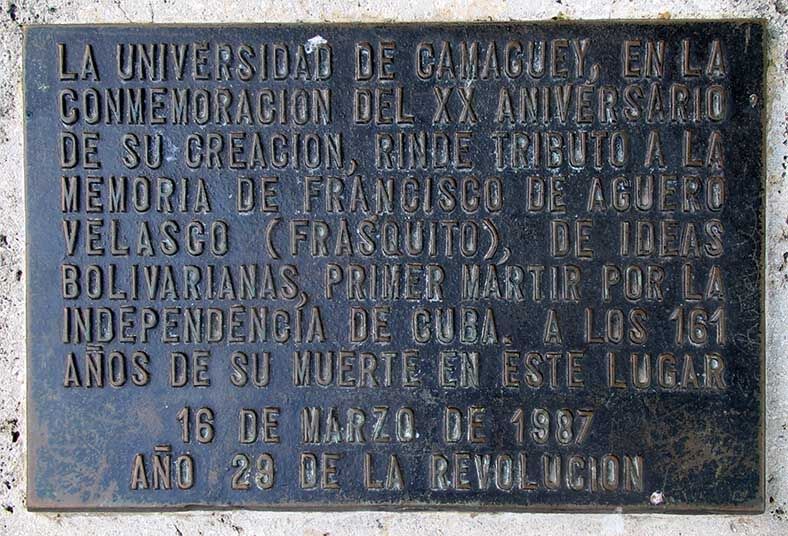 LA UNIVERSIDAD DE CAMAGUEY, EN LA
CONMEMORACION DEL XX ANIVERSARIO
DE SU CREACION, RINDE TRIBUTO A LA
MEMORIA DE FRANCISCO DE AGUERO
VELASCO (FRASQUITO), DE IDEAS
BOLIVARIANAS, PRIMER MARTIR POR LA
INDEPENDENCIA DE CUBA. A LOS 161
AÑOS DE SU MUERTE EN ESTE LUGAR
16 DE MARZO DE 1987
AÑO 29 DE LA REVOLUCION